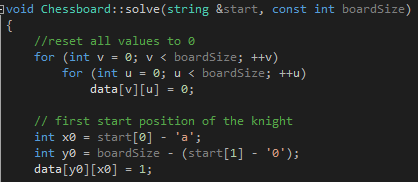 void Chessboard::solve(string &start, const int boardSize)
{
//reset all values to 0
for (int v = 0; v < boardSize; ++v)
for (int u = 0; u < boardSize; ++u)
data[v][u] = 0;
// first start position of the knight
int x0 = start[0] - 'a';
int y0 = boardSize - (start[1] - '0');
data[y0][x0] = 1;